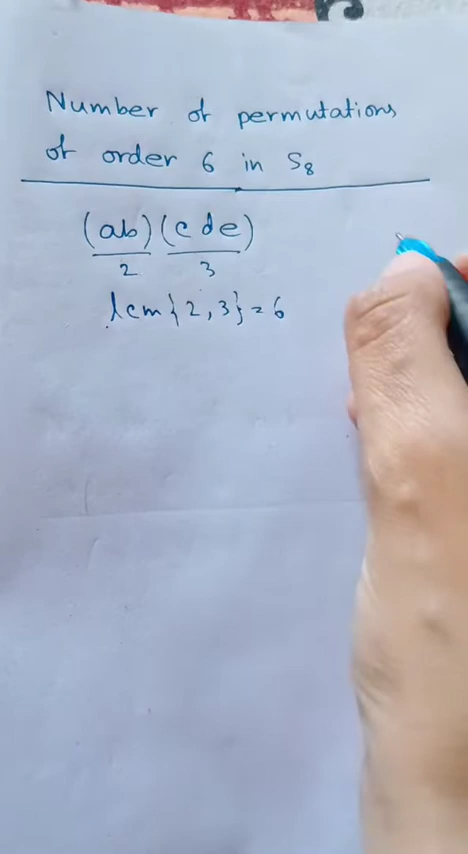 Number of permutations
of order 6 in S₈
(ab)(cde)
2 3
lcm{2,3}=6